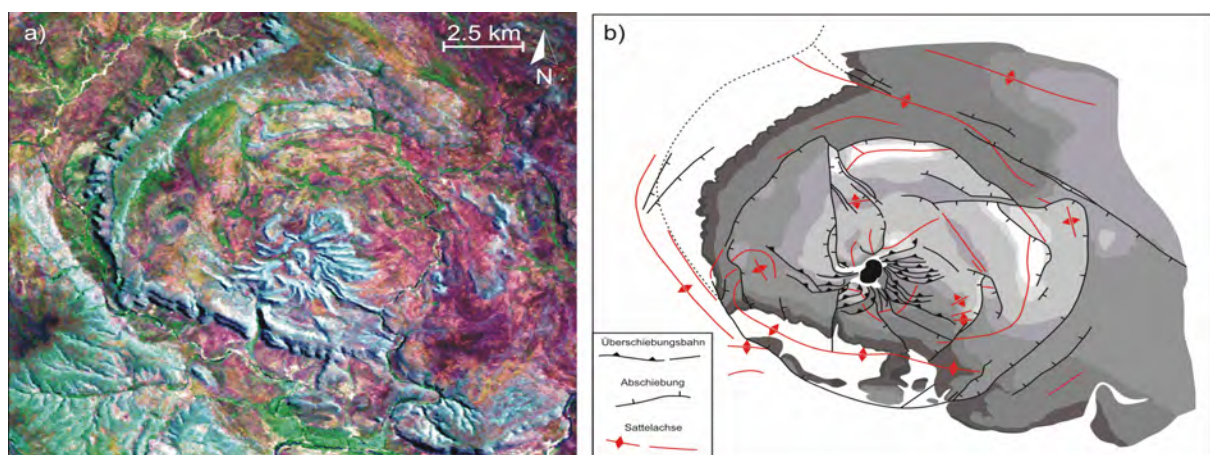 a)
2.5 km
N
b)
Überschiebungsbahn
Abschiebung
Sattelachse